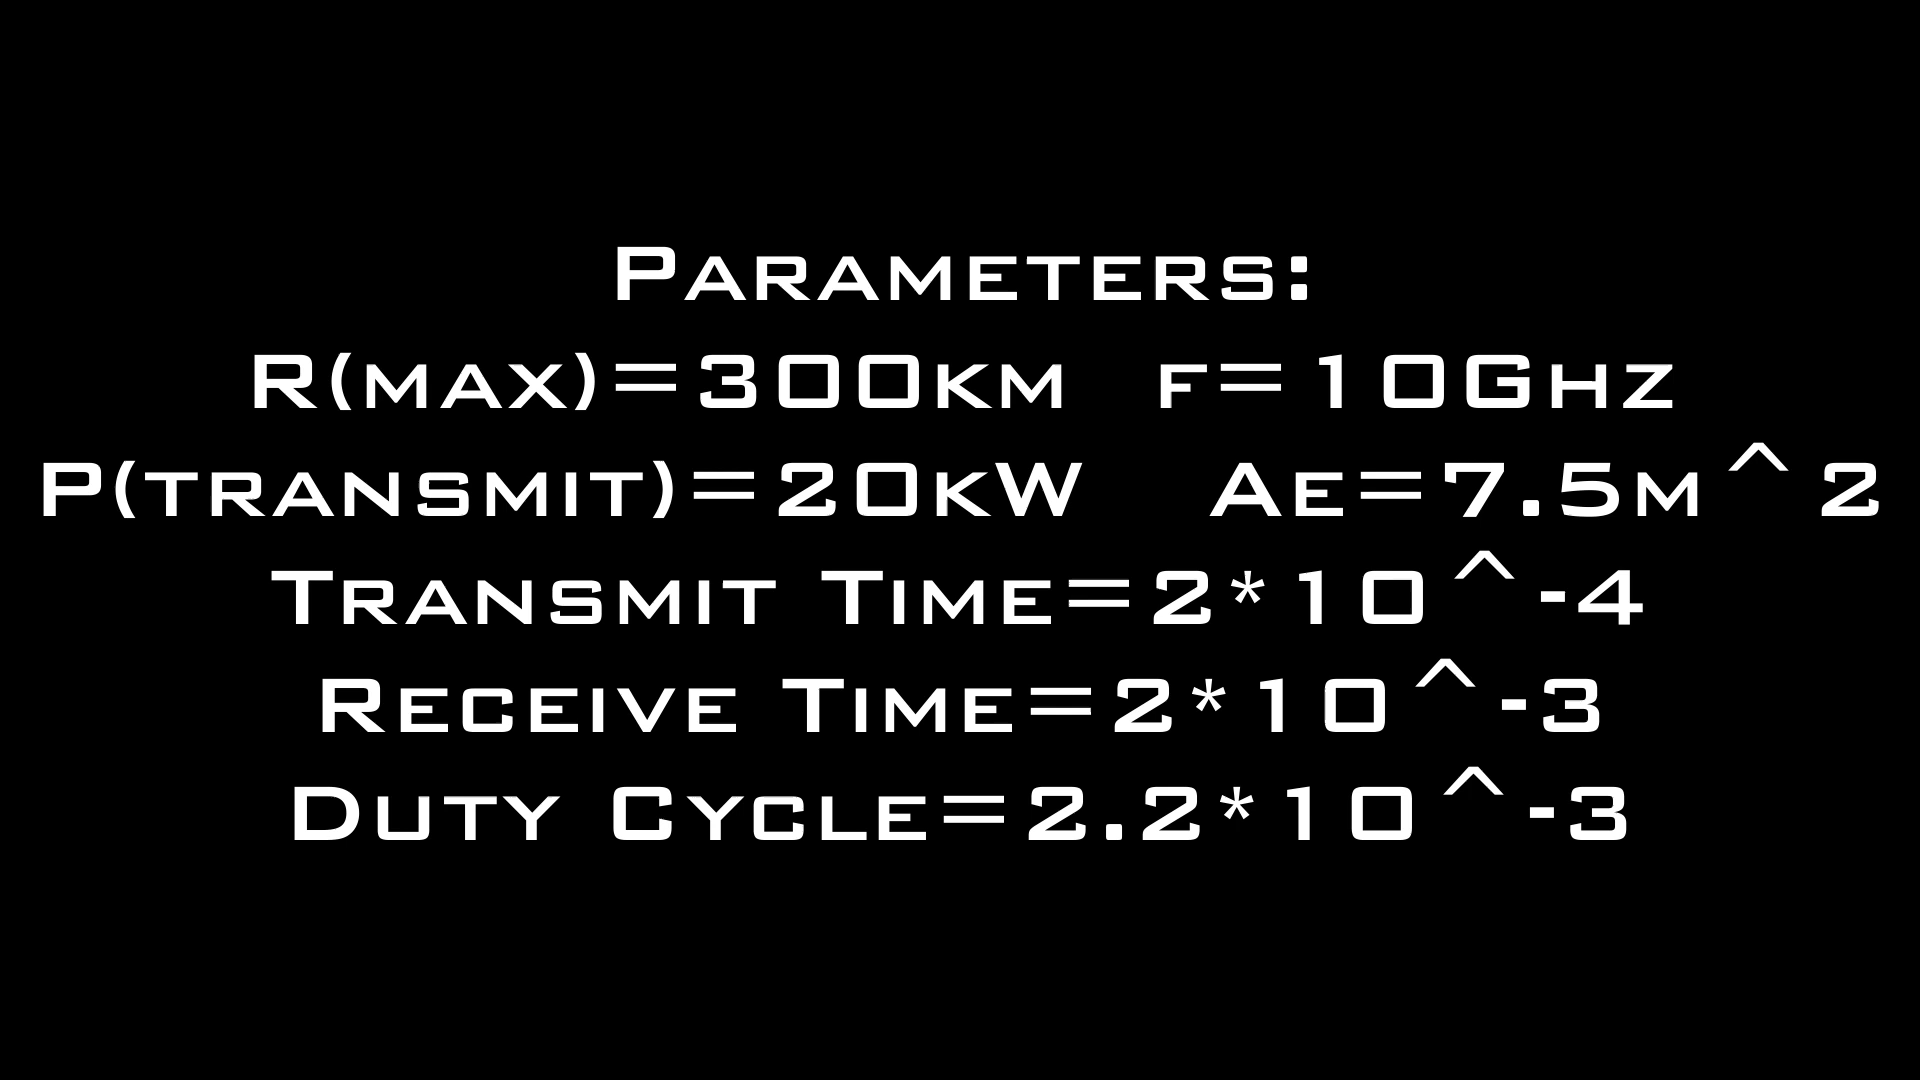 Parameters:
R(max)=300km f=10Ghz
P(transmit)=20kW Ae=7.5m^2
Transmit Time=2*10^-4
Receive Time=2*10^-3
Duty Cycle=2.2*10^-3